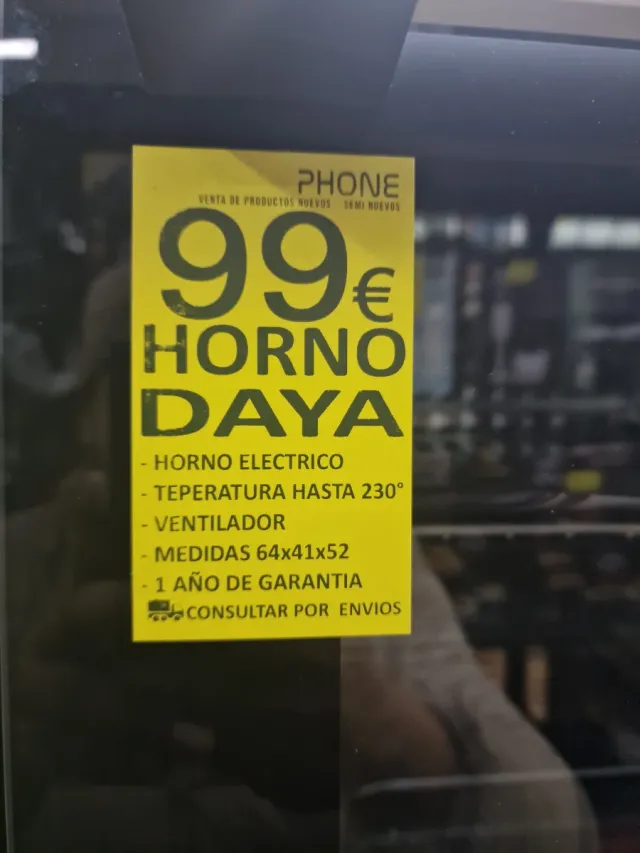 PHONE
VENTA DE PRODUCTOS NUEVOS SEMI NUEVOS
99€
HORNO
DAYA
- HORNO ELECTRICO
- TEPERATURA HASTA 230°
- VENTILADOR
- MEDIDAS 64x41x52
- 1 AÑO DE GARANTIA
CONSULTAR POR ENVIOS